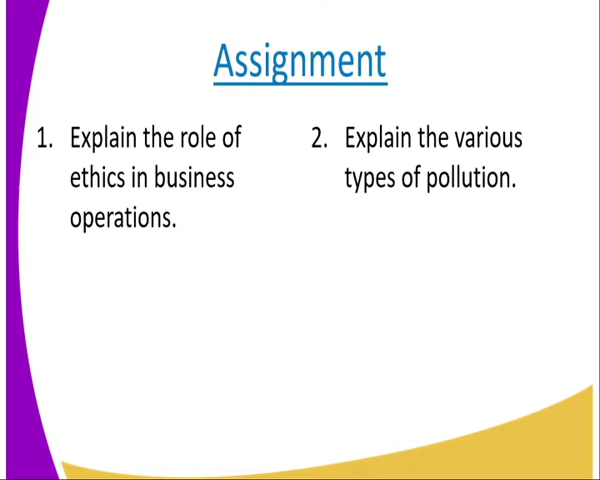 Assignment
1. Explain the role of
ethics in business
operations.
2. Explain the various
types of pollution.